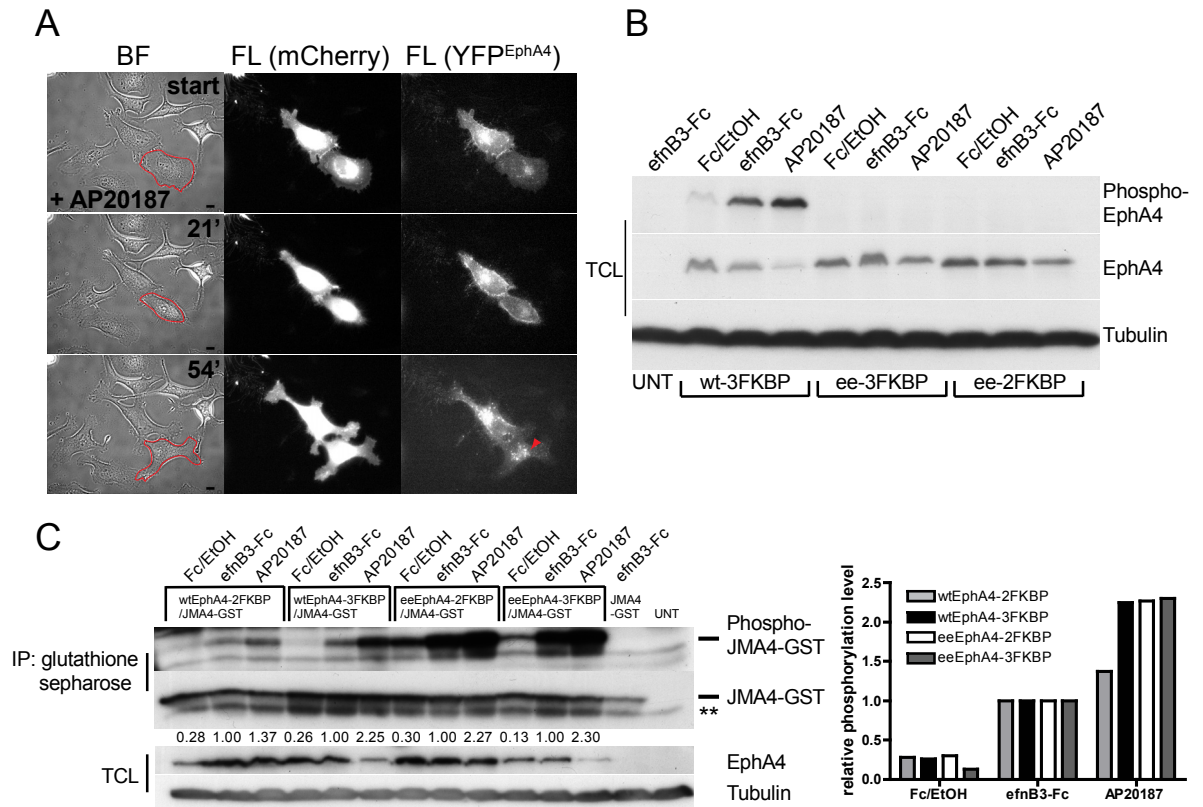 A
BF
FL (mCherry)
FL (YFP^EphA4)
start
+ AP20187
21'
54'
B
efnB3-Fc
Fc/EtOH
efnB3-Fc
AP20187
Fc/EtOH
efnB3-Fc
AP20187
Fc/EtOH
efnB3-Fc
AP20187
Phospho-
EphA4
TCL
EphA4
Tubulin
UNT
wt-3FKBP
ee-3FKBP
ee-2FKBP
C
Fc/EtOH
efnB3-Fc
AP20187
Fc/EtOH
efnB3-Fc
AP20187
Fc/EtOH
efnB3-Fc
AP20187
Fc/EtOH
efnB3-Fc
AP20187
efnB3-Fc
wtEphA4-2FKBP
/JMA4-GST
wtEphA4-3FKBP
/JMA4-GST
eeEphA4-2FKBP
/JMA4-GST
eeEphA4-3FKBP
/JMA4-GST
JMA4
-GST
UNT
Phospho-
JMA4-GST
IP: glutathione
sepharose
JMA4-GST
**
0.28 1.00 1.37 0.26 1.00 2.25 0.30 1.00 2.27 0.13 1.00 2.30
TCL
EphA4
Tubulin
relative phosphorylation level
2.5
2.0
1.5
1.0
0.5
0.0
wtEphA4-2FKBP
wtEphA4-3FKBP
eeEphA4-2FKBP
eeEphA4-3FKBP
Fc/EtOH
efnB3-Fc
AP20187